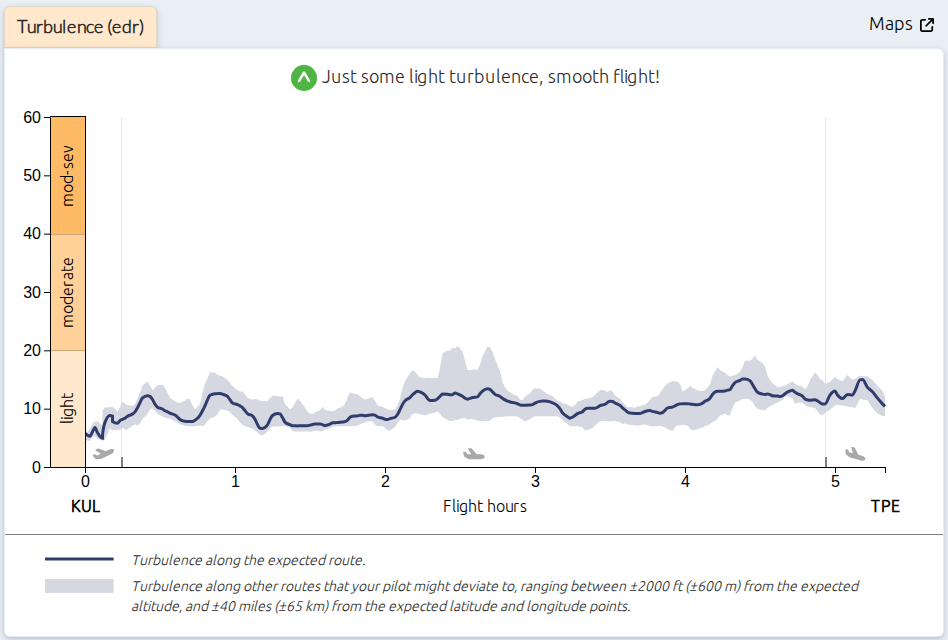 Turbulence (edr)
Maps
Just some light turbulence, smooth flight!
60
50
40
30
20
10
0
mod-sev
moderate
light
0 1 2 3 4 5
KUL Flight hours TPE
Turbulence along the expected route.
Turbulence along other routes that your pilot might deviate to, ranging between ±2000 ft (±600 m) from the expected
altitude, and ±40 miles (±65 km) from the expected latitude and longitude points.